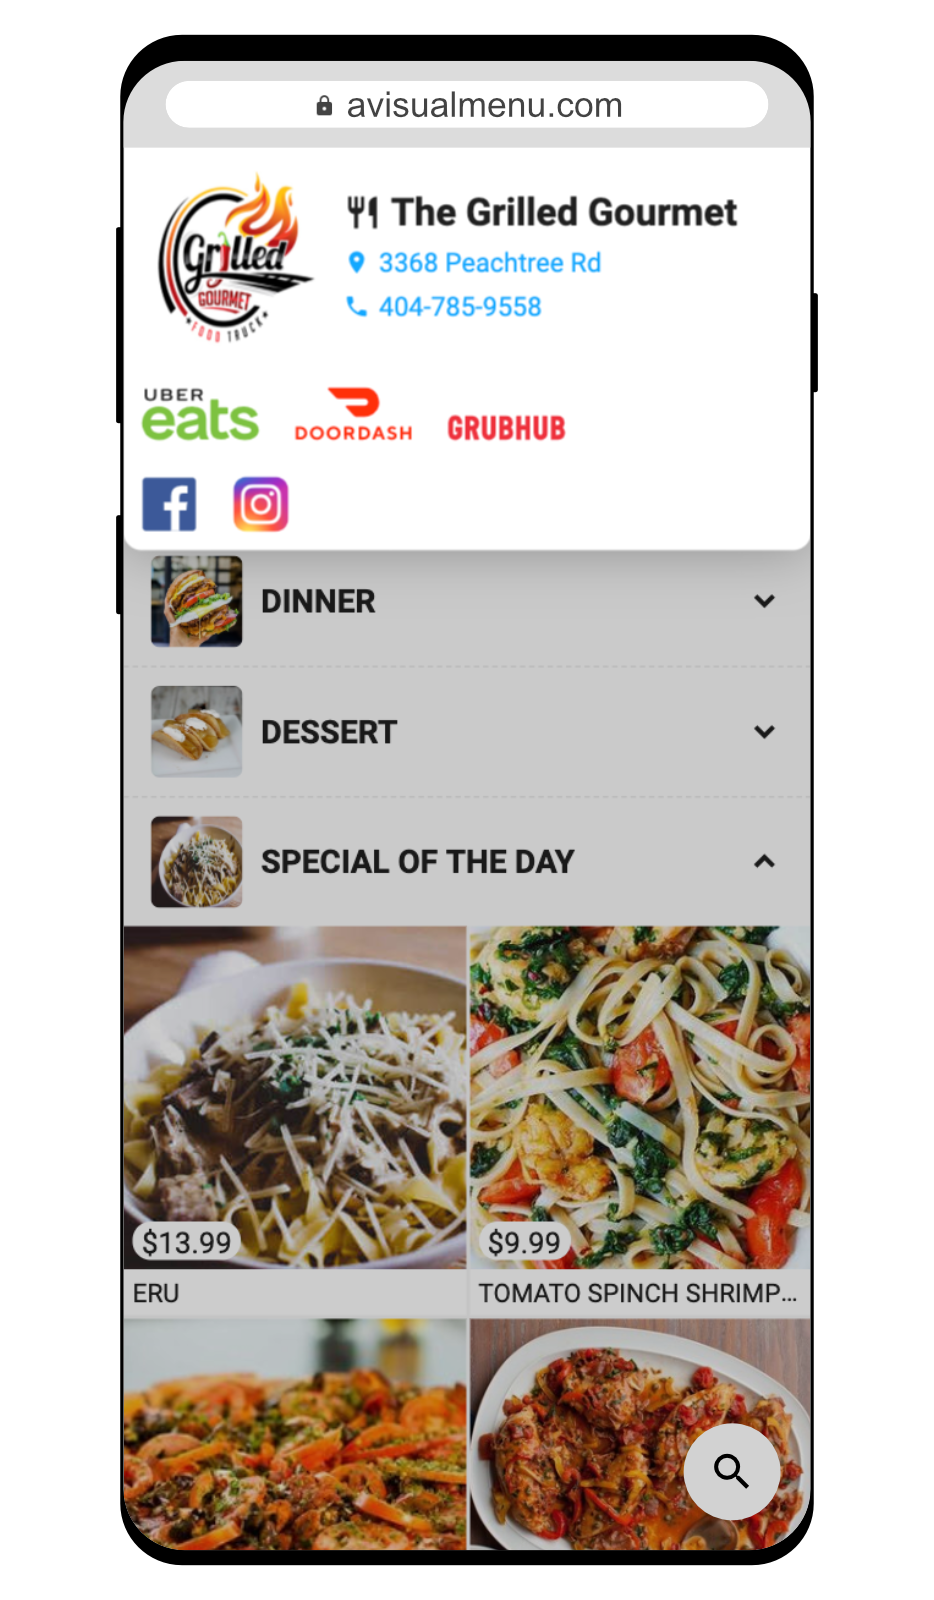 avisualmenu.com
Grilled
GOURMET
FOOD TRUCK
The Grilled Gourmet
3368 Peachtree Rd
404-785-9558
UBER
eats
DOORDASH
GRUBHUB
DINNER
DESSERT
SPECIAL OF THE DAY
$13.99
$9.99
ERU
TOMATO SPINCH SHRIMP...